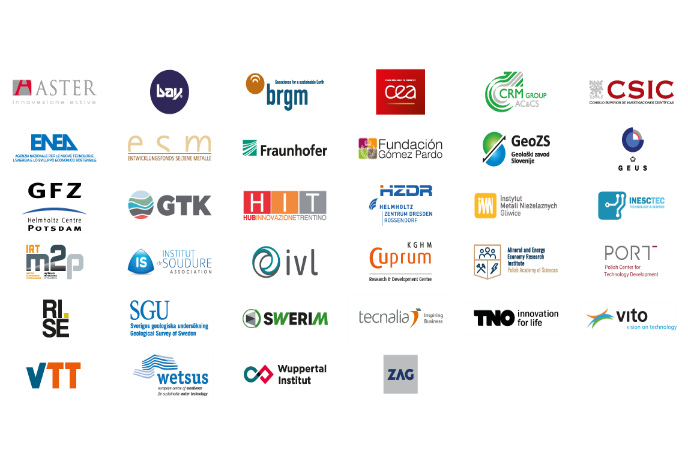 ASTER
innovazione attiva
bay.
Geoscience for a sustainable Earth
brgm
cea
CRM GROUP
AC&CS
CSIC
CONSEJO SUPERIOR DE INVESTIGACIONES CIENTÍFICAS
ENEA
esm
ENTWICKLUNGSFONDS SELTENE METALLE
Fraunhofer
Fundación
Gómez Pardo
GeoZS
Geološki zavod
Slovenije
GEUS
GFZ
Helmholtz Centre
POTSDAM
GTK
HIT
HUBINNOVAZIONETRENTINO
HZDR
HELMHOLTZ
ZENTRUM DRESDEN
ROSSENDORF
IMN
Instytut
Metali Nieżelaznych
Gliwice
INESCTEC
IRT
m2p
IS
INSTITUT
de SOUDURE
ASSOCIATION
ivl
KGHM
Cuprum
Research & Development Centre
Mineral and Energy
Economy Research
Institute
Polish Academy of Sciences
PORT
Polish Center for
Technology Development
RI.
SE
SGU
Sveriges geologiska undersökning
Geological Survey of Sweden
SWERIM
tecnalia
Inspiring
Business
TNO innovation
for life
vito
vision on technology
VTT
wetsus
european centre of excellence
for sustainable water technology
Wuppertal
Institut
ZAG